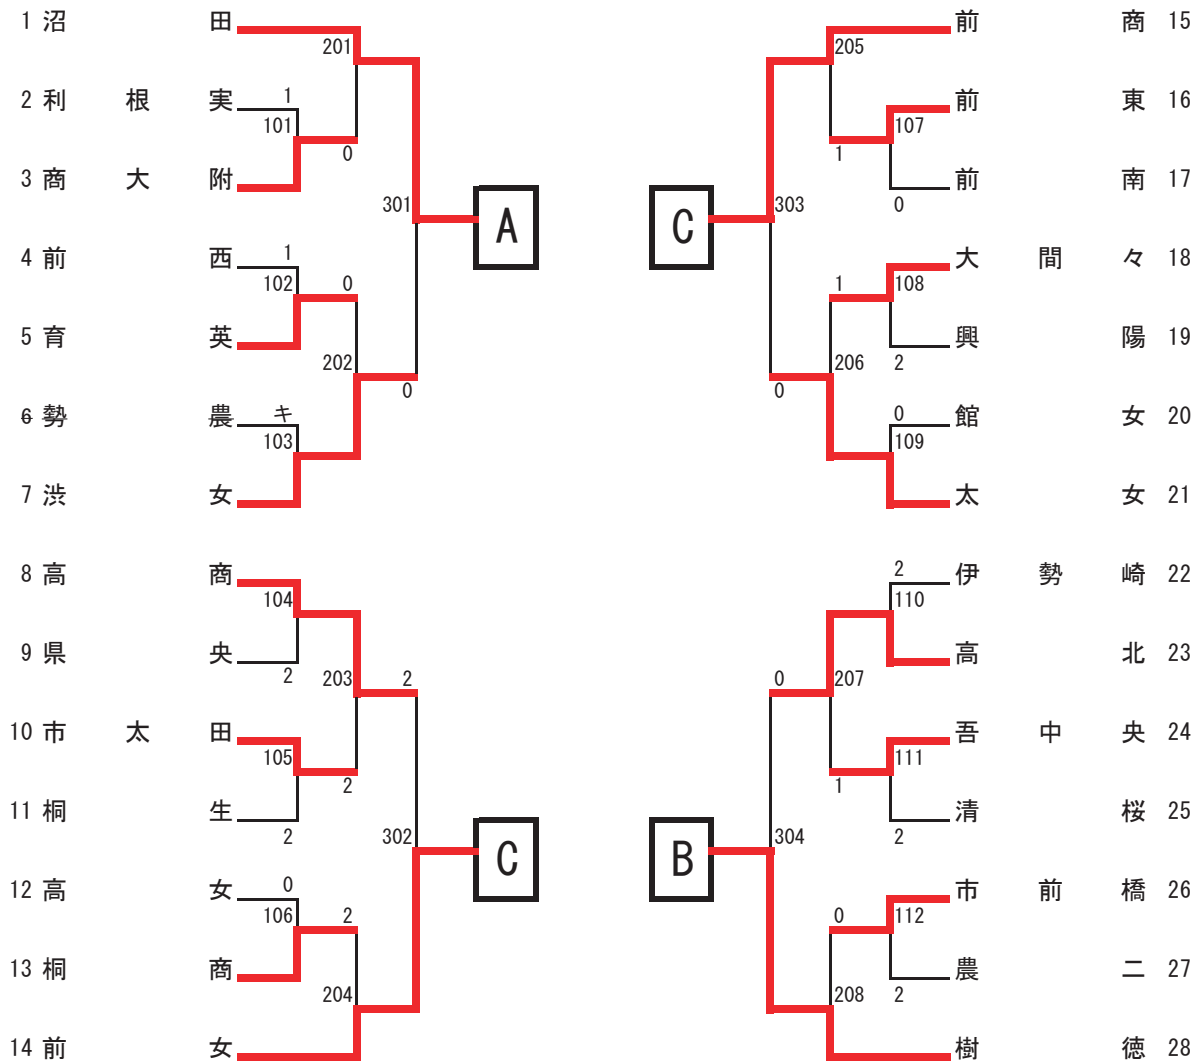 1 沼 田
201
2 利 根 実 1
101
0
3 商 大 附
301
A
4 前 西 1
102 0
5 育 英
202
0
6 勢 農 キ
103
7 渋 女
8 高 商
104
9 県 央
2
203 2
10 市 太 田
105
2
11 桐 生
2
302
C
12 高 女 0
106 2
13 桐 商
204
14 前 女
前 商 15
205
前 東 16
107
1
前 南 17
0
303
C
大 間 々 18
1 108
興 陽 19
2
206
0
0 館 女 20
109
太 女 21
2 伊 勢 崎 22
110
高 北 23
0 207
吾 中 央 24
111
1
清 桜 25
2
304
B
市 前 橋 26
0 112
農 二 27
2
208
樹 徳 28